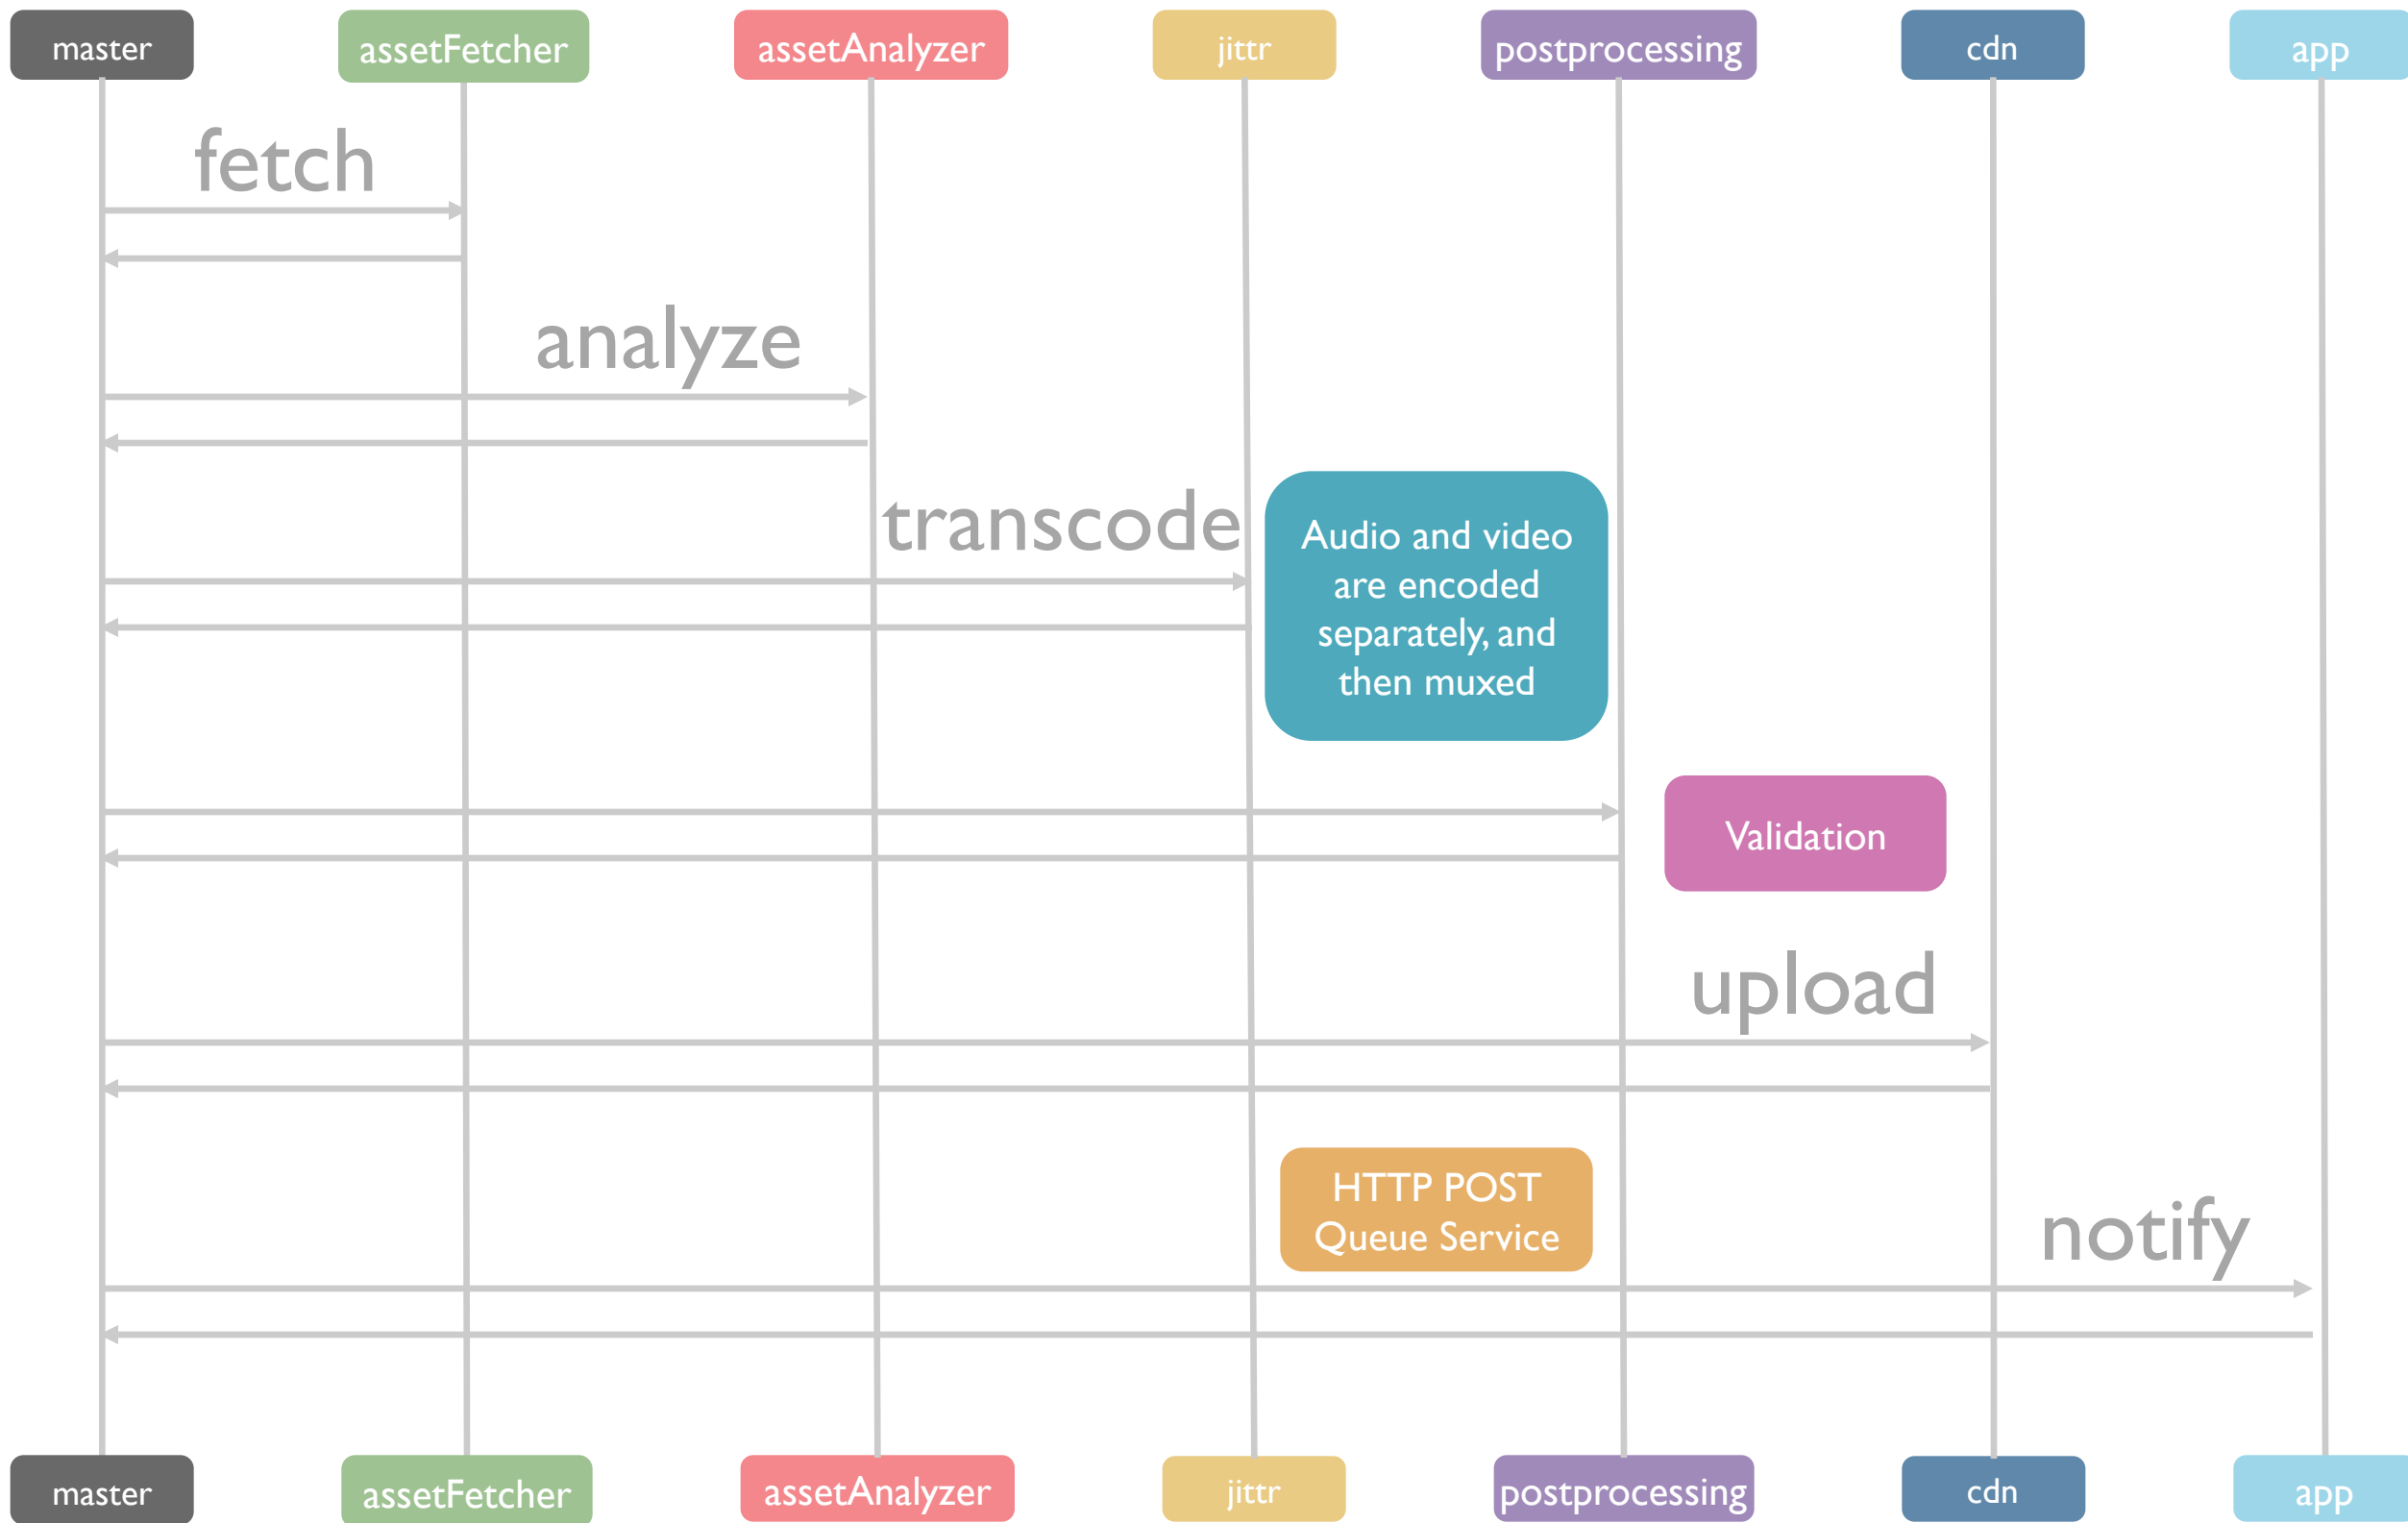 master
assetFetcher
assetAnalyzer
jittr
postprocessing
cdn
app
fetch
analyze
transcode
Audio and video
are encoded
separately, and
then muxed
Validation
upload
HTTP POST
Queue Service
notify
master
assetFetcher
assetAnalyzer
jittr
postprocessing
cdn
app